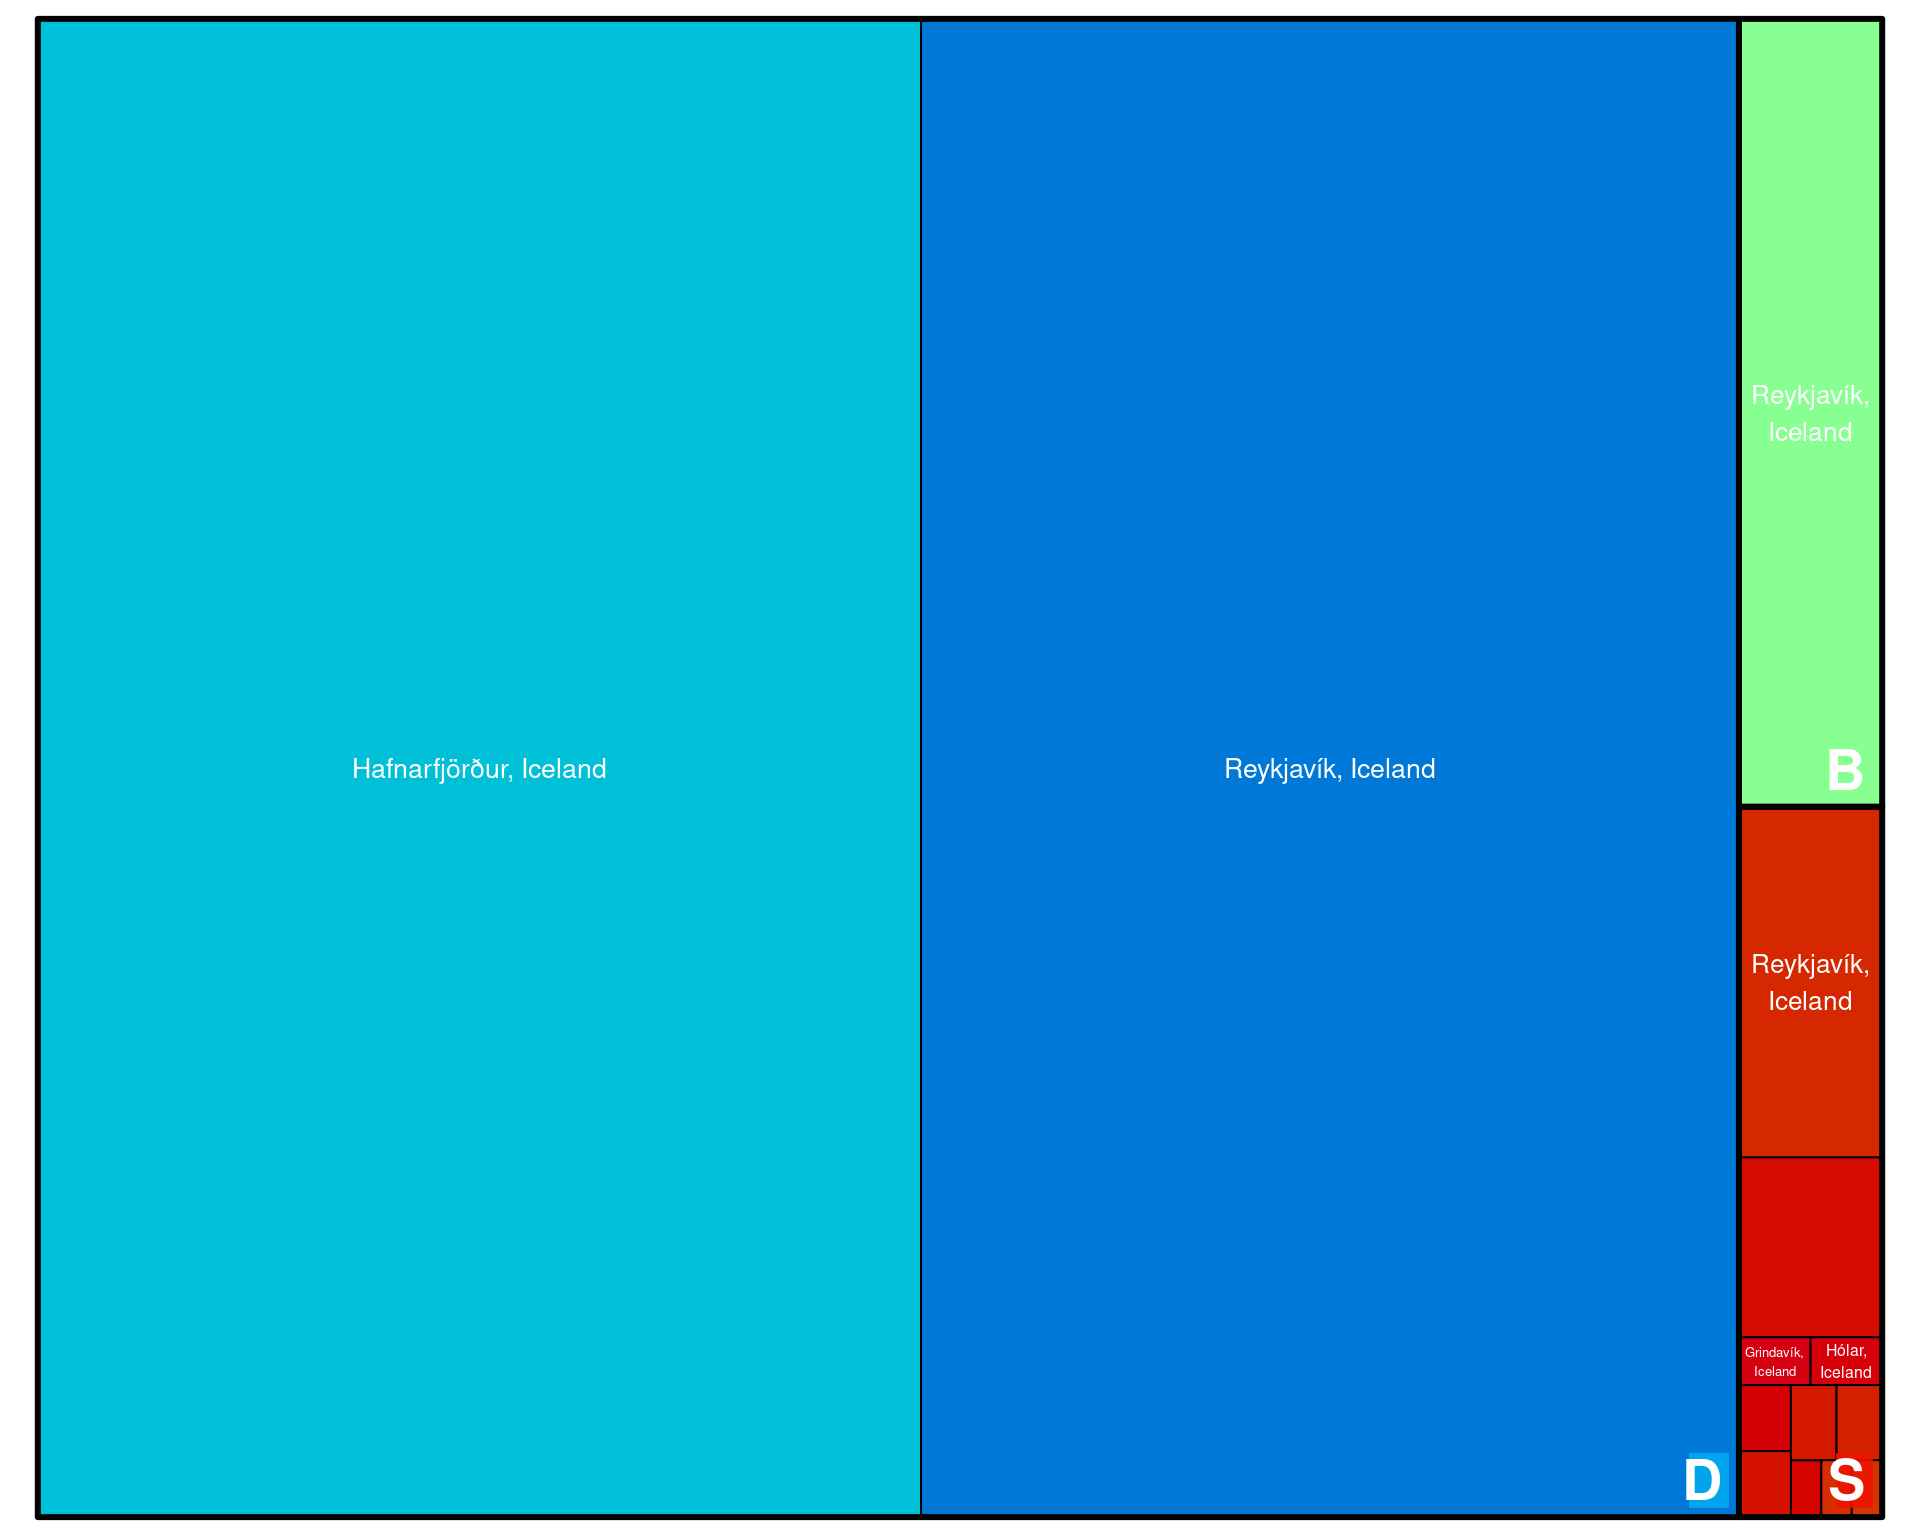 Hafnarfjörður, Iceland
Reykjavík, Iceland
D
Reykjavík,
Iceland
B
Reykjavík,
Iceland
Grindavík,
Iceland
Hólar,
Iceland
S